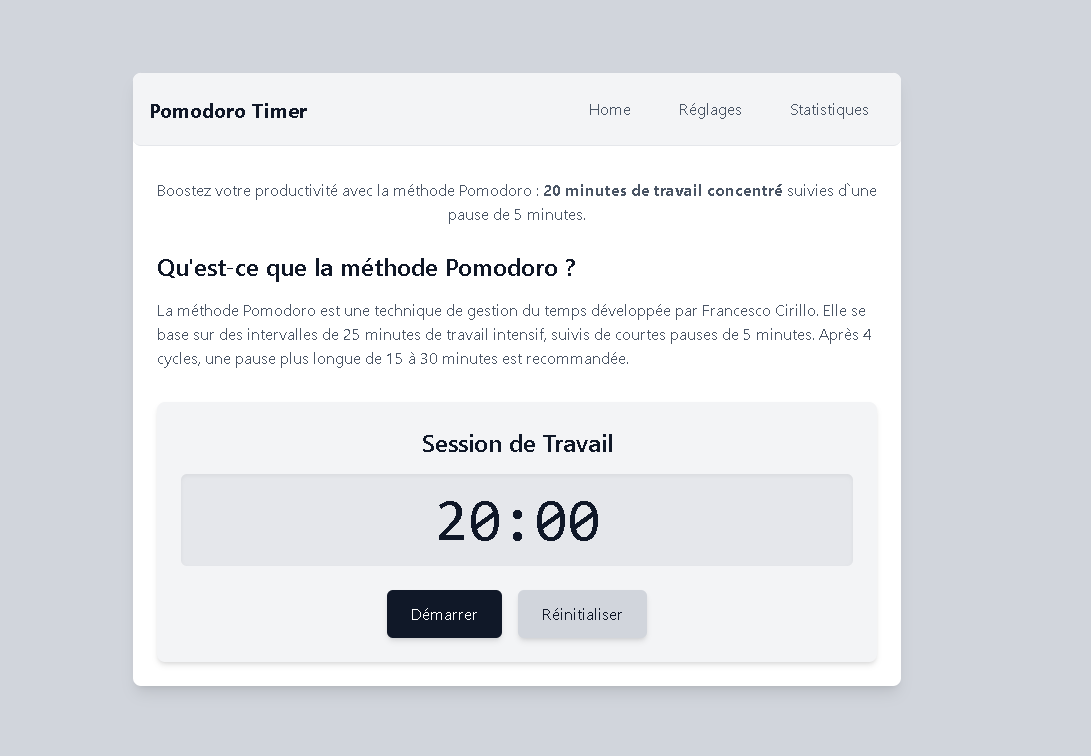 Pomodoro Timer
Home
Réglages
Statistiques
Boostez votre productivité avec la méthode Pomodoro : 20 minutes de travail concentré suivies d`une
pause de 5 minutes.
Qu'est-ce que la méthode Pomodoro ?
La méthode Pomodoro est une technique de gestion du temps développée par Francesco Cirillo. Elle se
base sur des intervalles de 25 minutes de travail intensif, suivis de courtes pauses de 5 minutes. Après 4
cycles, une pause plus longue de 15 à 30 minutes est recommandée.
Session de Travail
20:00
Démarrer
Réinitialiser